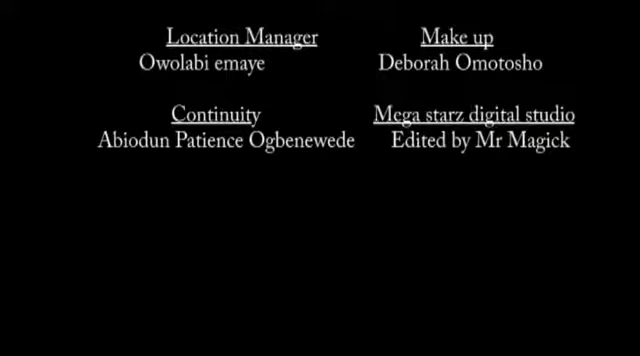 Location Manager
Owolabi emaye
Make up
Deborah Omotosho
Continuity
Abiodun Patience Ogbenewede
Mega starz digital studio
Edited by Mr Magick